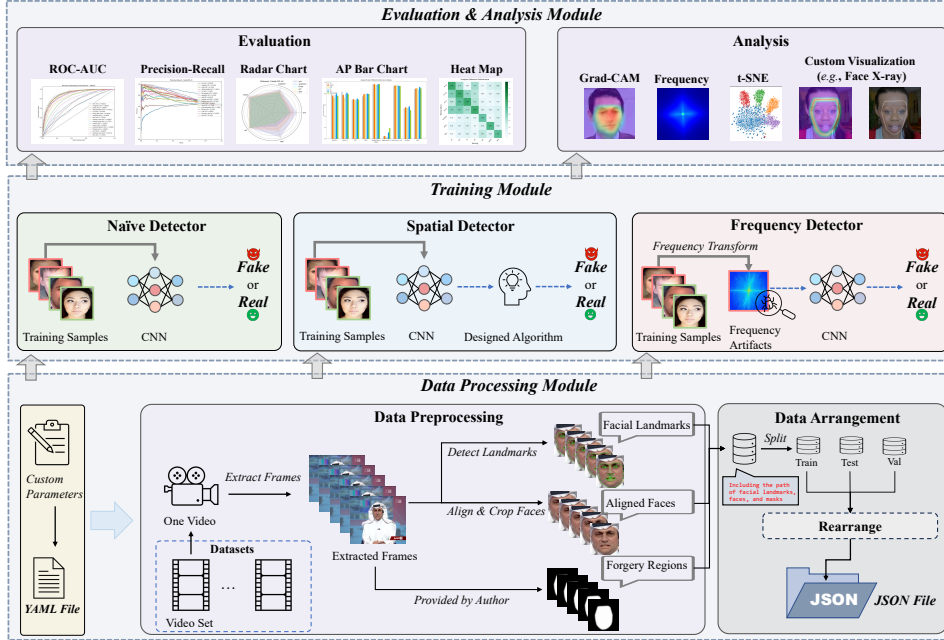 Evaluation & Analysis Module
Evaluation
ROC-AUC
Precision-Recall
Radar Chart
AP Bar Chart
Heat Map
Analysis
Grad-CAM
Frequency
t-SNE
Custom Visualization
(e.g., Face X-ray)
Training Module
Naïve Detector
Fake
or
Real
Training Samples
CNN
Spatial Detector
Fake
or
Real
Training Samples
CNN
Designed Algorithm
Frequency Detector
Frequency Transform
Fake
or
Real
Training Samples
Frequency
Artifacts
CNN
Data Processing Module
Custom
Parameters
YAML File
Data Preprocessing
One Video
Extract Frames
Datasets
...
Video Set
Extracted Frames
Detect Landmarks
Align & Crop Faces
Provided by Author
Facial Landmarks
Aligned Faces
Forgery Regions
Data Arrangement
Split
Train
Test
Val
Including the path
of facial landmarks,
faces, and masks
Rearrange
JSON
JSON File